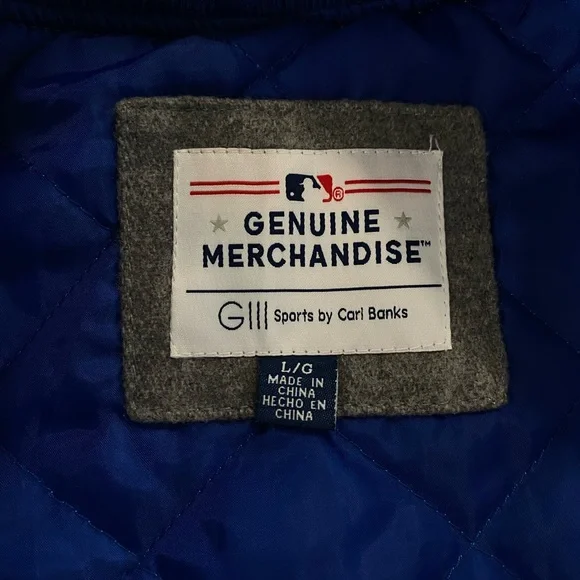 ®
GENUINE
MERCHANDISE™
GIII Sports by Carl Banks
L/G
MADE IN
CHINA
HECHO EN
CHINA